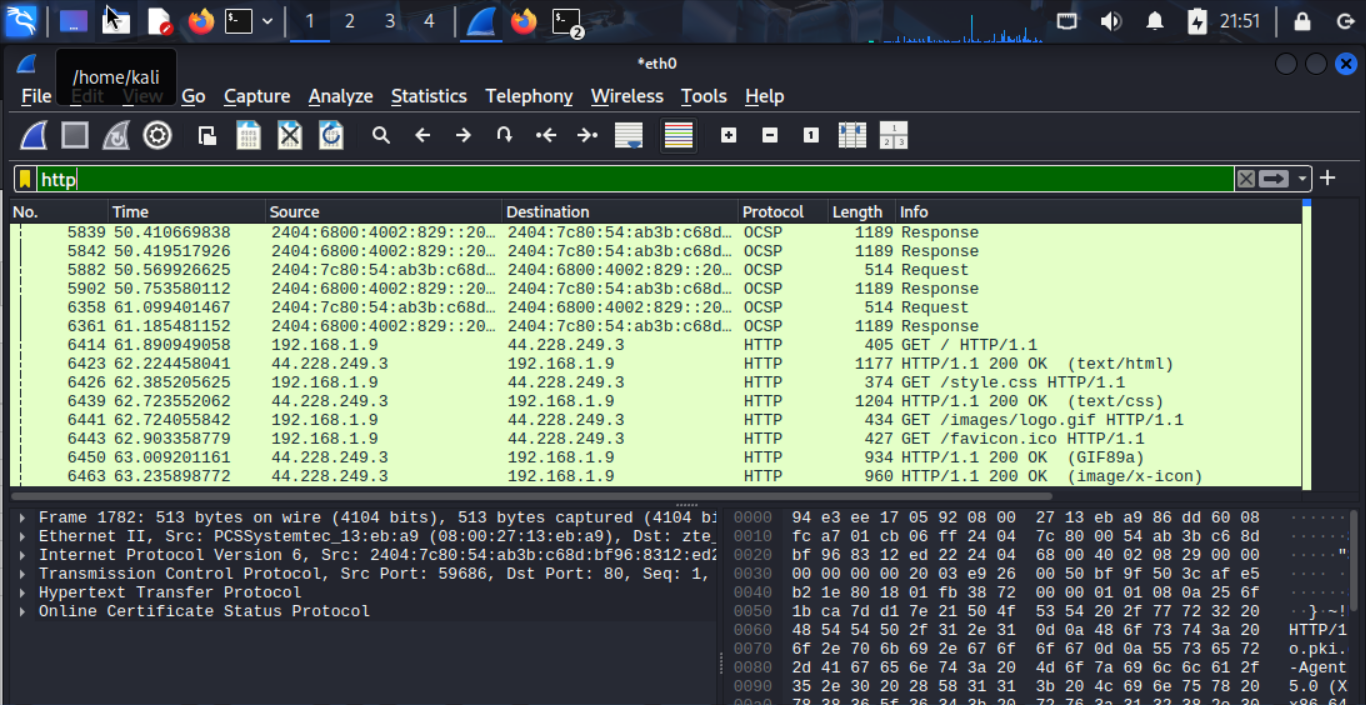 $_ 1 2 3 4 $_ 2 21:51
*eth0
/home/kali
File Edit View Go Capture Analyze Statistics Telephony Wireless Tools Help
http
No. Time Source Destination Protocol Length Info
5839 50.410669838 2404:6800:4002:829::20… 2404:7c80:54:ab3b:c68d… OCSP 1189 Response
5842 50.419517926 2404:6800:4002:829::20… 2404:7c80:54:ab3b:c68d… OCSP 1189 Response
5882 50.569926625 2404:7c80:54:ab3b:c68d… 2404:6800:4002:829::20… OCSP 514 Request
5902 50.753580112 2404:6800:4002:829::20… 2404:7c80:54:ab3b:c68d… OCSP 1189 Response
6358 61.099401467 2404:7c80:54:ab3b:c68d… 2404:6800:4002:829::20… OCSP 514 Request
6361 61.185481152 2404:6800:4002:829::20… 2404:7c80:54:ab3b:c68d… OCSP 1189 Response
6414 61.890949058 192.168.1.9 44.228.249.3 HTTP 405 GET / HTTP/1.1
6423 62.224458041 44.228.249.3 192.168.1.9 HTTP 1177 HTTP/1.1 200 OK (text/html)
6426 62.385205625 192.168.1.9 44.228.249.3 HTTP 374 GET /style.css HTTP/1.1
6439 62.723552062 44.228.249.3 192.168.1.9 HTTP 1204 HTTP/1.1 200 OK (text/css)
6441 62.724055842 192.168.1.9 44.228.249.3 HTTP 434 GET /images/logo.gif HTTP/1.1
6443 62.903358779 192.168.1.9 44.228.249.3 HTTP 427 GET /favicon.ico HTTP/1.1
6450 63.009201161 44.228.249.3 192.168.1.9 HTTP 934 HTTP/1.1 200 OK (GIF89a)
6463 63.235898772 44.228.249.3 192.168.1.9 HTTP 960 HTTP/1.1 200 OK (image/x-icon)
Frame 1782: 513 bytes on wire (4104 bits), 513 bytes captured (4104 bi
Ethernet II, Src: PCSSystemtec_13:eb:a9 (08:00:27:13:eb:a9), Dst: zte_
Internet Protocol Version 6, Src: 2404:7c80:54:ab3b:c68d:bf96:8312:ed2
Transmission Control Protocol, Src Port: 59686, Dst Port: 80, Seq: 1,
Hypertext Transfer Protocol
Online Certificate Status Protocol
0000 94 e3 ee 17 05 92 08 00 27 13 eb a9 86 dd 60 08 ······
0010 fc a7 01 cb 06 ff 24 04 7c 80 00 54 ab 3b c6 8d ······
0020 bf 96 83 12 ed 22 24 04 68 00 40 02 08 29 00 00 ·····"
0030 00 00 00 00 20 03 e9 26 00 50 bf 9f 50 3c af e5 ···· ·
0040 b2 1e 80 18 01 fb 38 72 00 00 01 01 08 0a 25 6f ······
0050 1b ca 7d d1 7e 21 50 4f 53 54 20 2f 77 72 32 20 ··}·~!
0060 48 54 54 50 2f 31 2e 31 0d 0a 48 6f 73 74 3a 20 HTTP/1
0070 6f 2e 70 6b 69 2e 67 6f 6f 67 0d 0a 55 73 65 72 o.pki.
0080 2d 41 67 65 6e 74 3a 20 4d 6f 7a 69 6c 6c 61 2f -Agent
0090 35 2e 30 20 28 58 31 31 3b 20 4c 69 6e 75 78 20 5.0 (X
00a0 78 38 36 5f 36 34 3b 20 72 76 3a 31 32 38 2e 30 x86_64